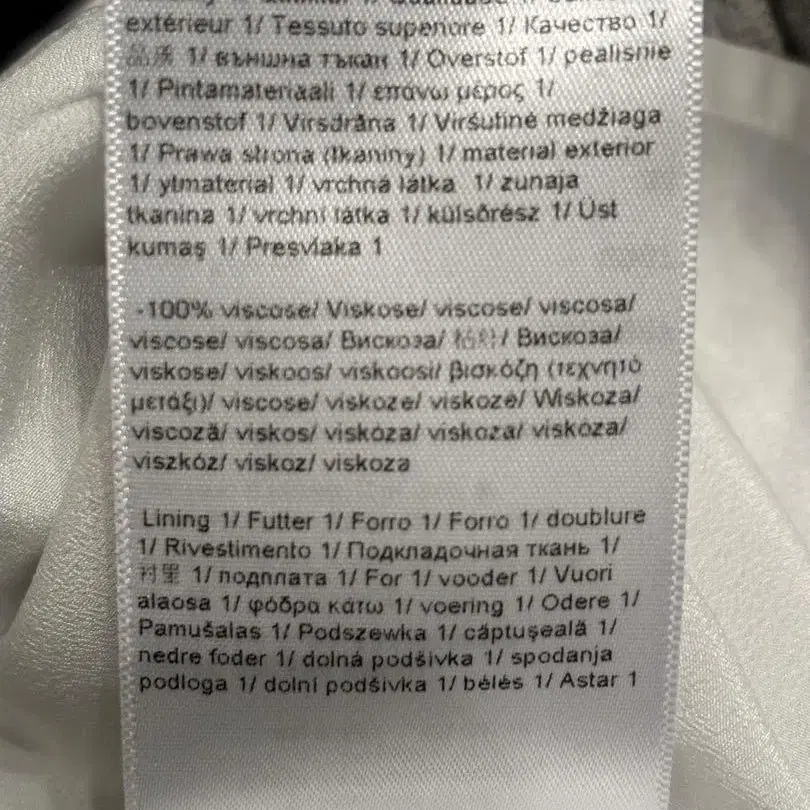 extérieur 1/ Tessuto superiore 1/ Качество 1/
1/ външна тъкан 1/ Overstof 1/ pealisriie
1/ Pintamateriaali 1/ επάνω μέρος 1/
bovenstof 1/ Virsdrāna 1/ Viršutinė medžiaga
1/ Prawa strona (tkaniny) 1/ material exterior
1/ ytmaterial 1/ vrchná látka 1/ zunaja
tkanina 1/ vrchní látka 1/ külsőrész 1/ Üst
kumaş 1/ Presvlaka 1
-100% viscose/ Viskose/ viscose/ viscosa/
viscose/ viscosa/ Вискоза/ Вискоза/
viskose/ viskoos/ viskoosi/ βισκόζη (τεχνητό
μετάξι)/ viscose/ viskoze/ viskozė/ Wiskoza/
viscoză/ viskos/ viskóza/ viskoza/ viskóza/
viszkóz/ viskoz/ viskoza
Lining 1/ Futter 1/ Forro 1/ Forro 1/ doublure
1/ Rivestimento 1/ Подкладочная ткань 1/
衬里 1/ подплата 1/ For 1/ vooder 1/ Vuori
alaosa 1/ φόδρα κάτω 1/ voering 1/ Odere 1/
Pamušalas 1/ Podszewka 1/ căptuşeală 1/
nedre foder 1/ dolná podšívka 1/ spodanja
podloga 1/ dolní podšívka 1/ bélés 1/ Astar 1